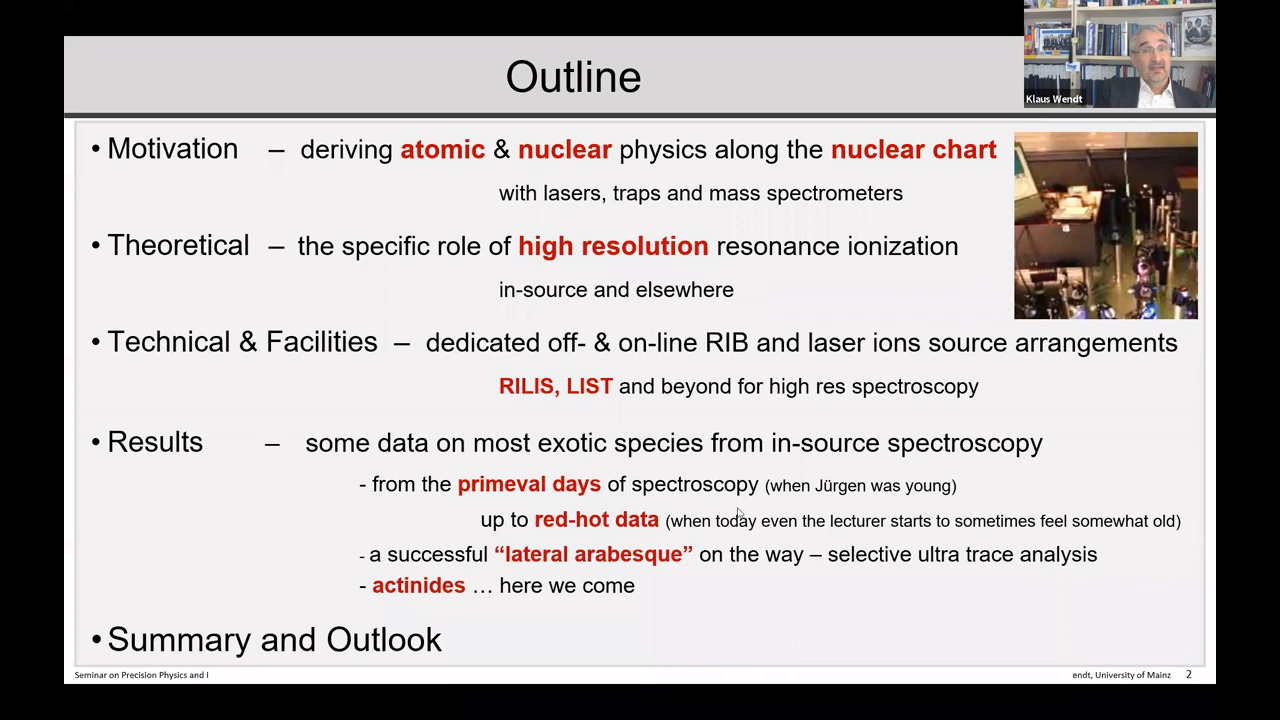 Outline
Klaus Wendt
• Motivation – deriving atomic & nuclear physics along the nuclear chart
with lasers, traps and mass spectrometers
• Theoretical – the specific role of high resolution resonance ionization
in-source and elsewhere
• Technical & Facilities – dedicated off- & on-line RIB and laser ions source arrangements
RILIS, LIST and beyond for high res spectroscopy
• Results – some data on most exotic species from in-source spectroscopy
- from the primeval days of spectroscopy (when Jürgen was young)
up to red-hot data (when today even the lecturer starts to sometimes feel somewhat old)
- a successful “lateral arabesque” on the way – selective ultra trace analysis
- actinides … here we come
• Summary and Outlook
Seminar on Precision Physics and I
endt, University of Mainz 2